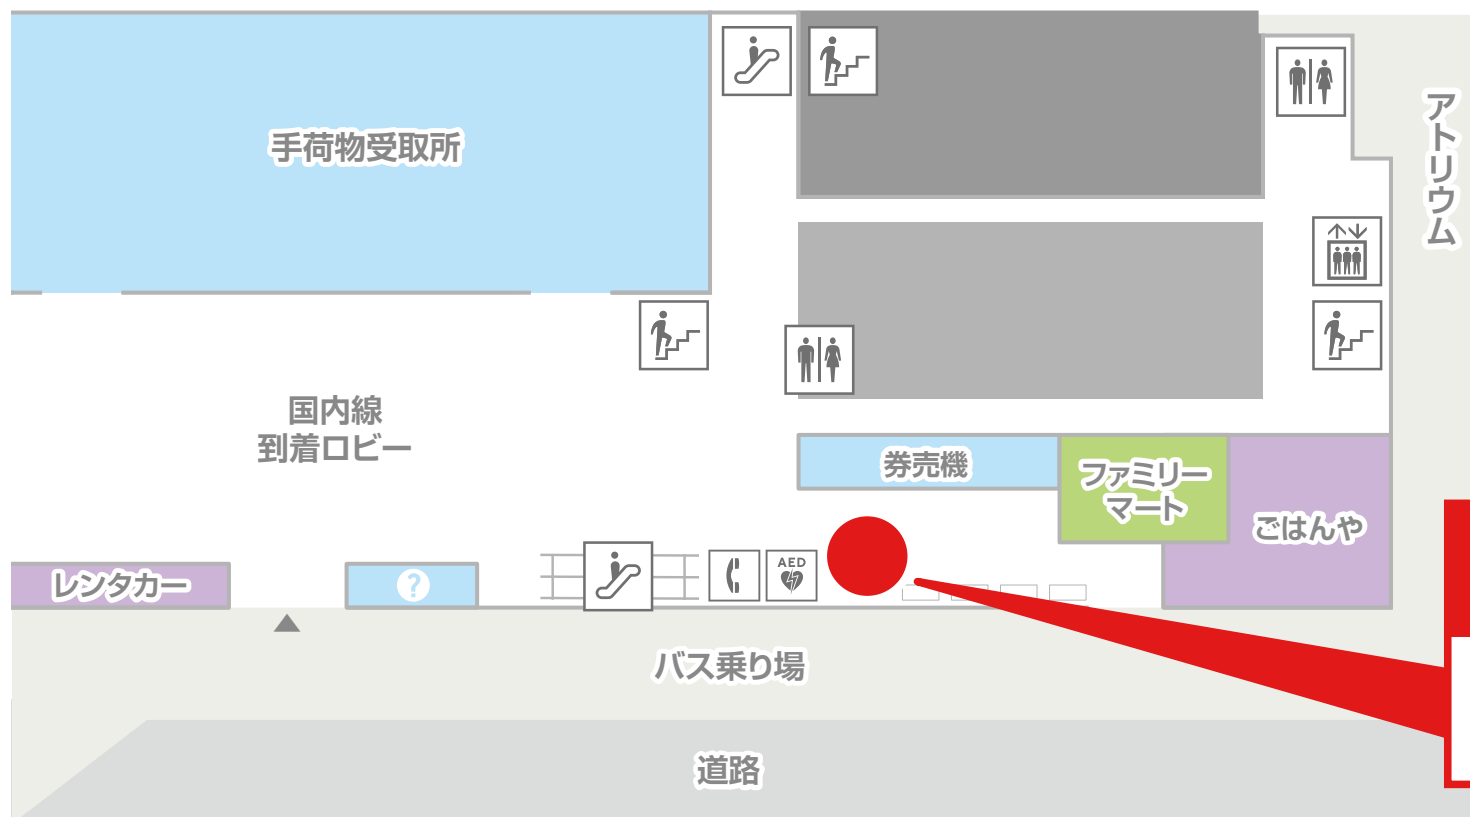 手荷物受取所
アトリウム
国内線
到着ロビー
券売機
ファミリー
マート
ごはんや
レンタカー
?
AED
バス乗り場
道路